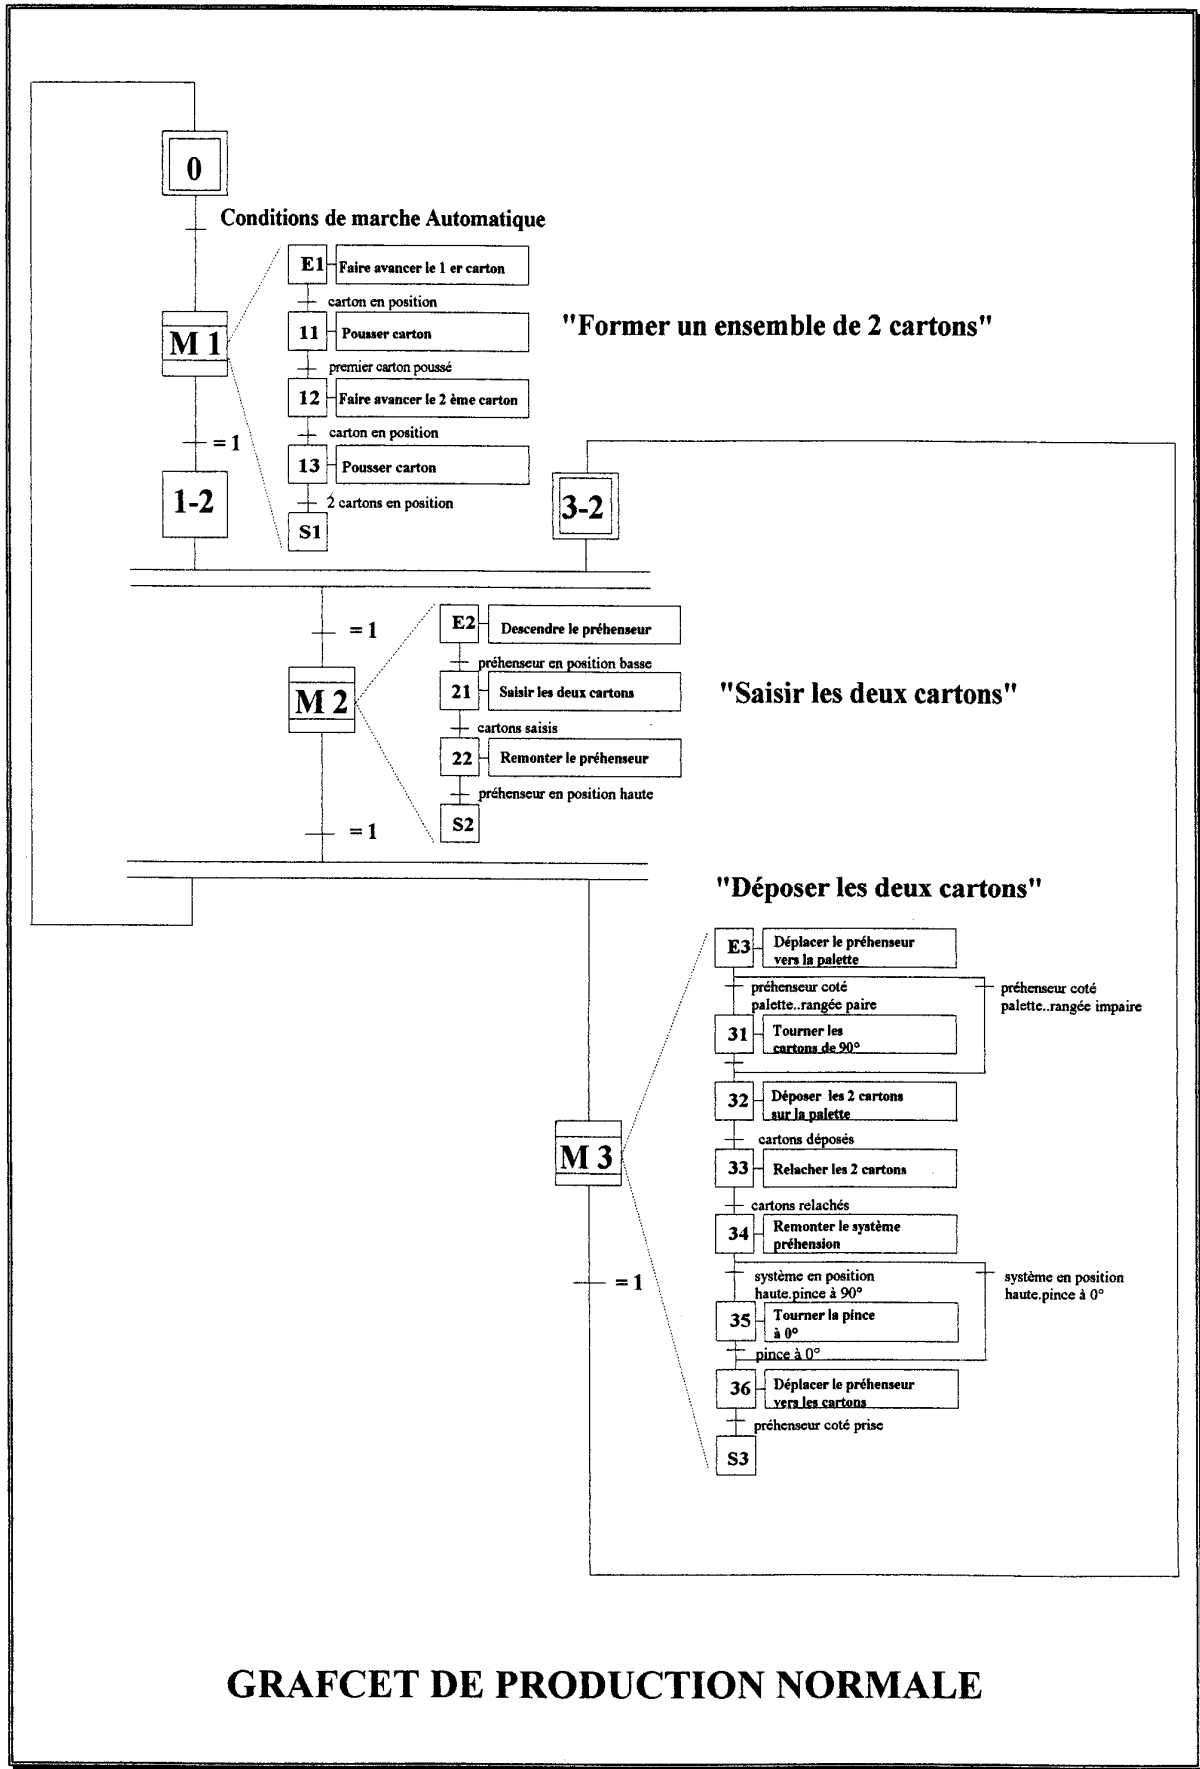 0
Conditions de marche Automatique
E1
Faire avancer le 1 er carton
carton en position
M 1
11
Pousser carton
"Former un ensemble de 2 cartons"
premier carton poussé
12
Faire avancer le 2 ème carton
carton en position
= 1
13
Pousser carton
1-2
2 cartons en position
S1
3-2
= 1
E2
Descendre le préhenseur
préhenseur en position basse
M 2
21
Saisir les deux cartons
"Saisir les deux cartons"
cartons saisis
22
Remonter le préhenseur
préhenseur en position haute
= 1
S2
"Déposer les deux cartons"
E3
Déplacer le préhenseur
vers la palette
préhenseur coté
palette..rangée paire
préhenseur coté
palette..rangée impaire
31
Tourner les
cartons de 90°
32
Déposer les 2 cartons
sur la palette
cartons déposés
M 3
33
Relacher les 2 cartons
cartons relachés
34
Remonter le système
préhension
= 1
système en position
haute.pince à 90°
système en position
haute.pince à 0°
35
Tourner la pince
à 0°
pince à 0°
36
Déplacer le préhenseur
vers les cartons
préhenseur coté prise
S3
GRAFCET DE PRODUCTION NORMALE